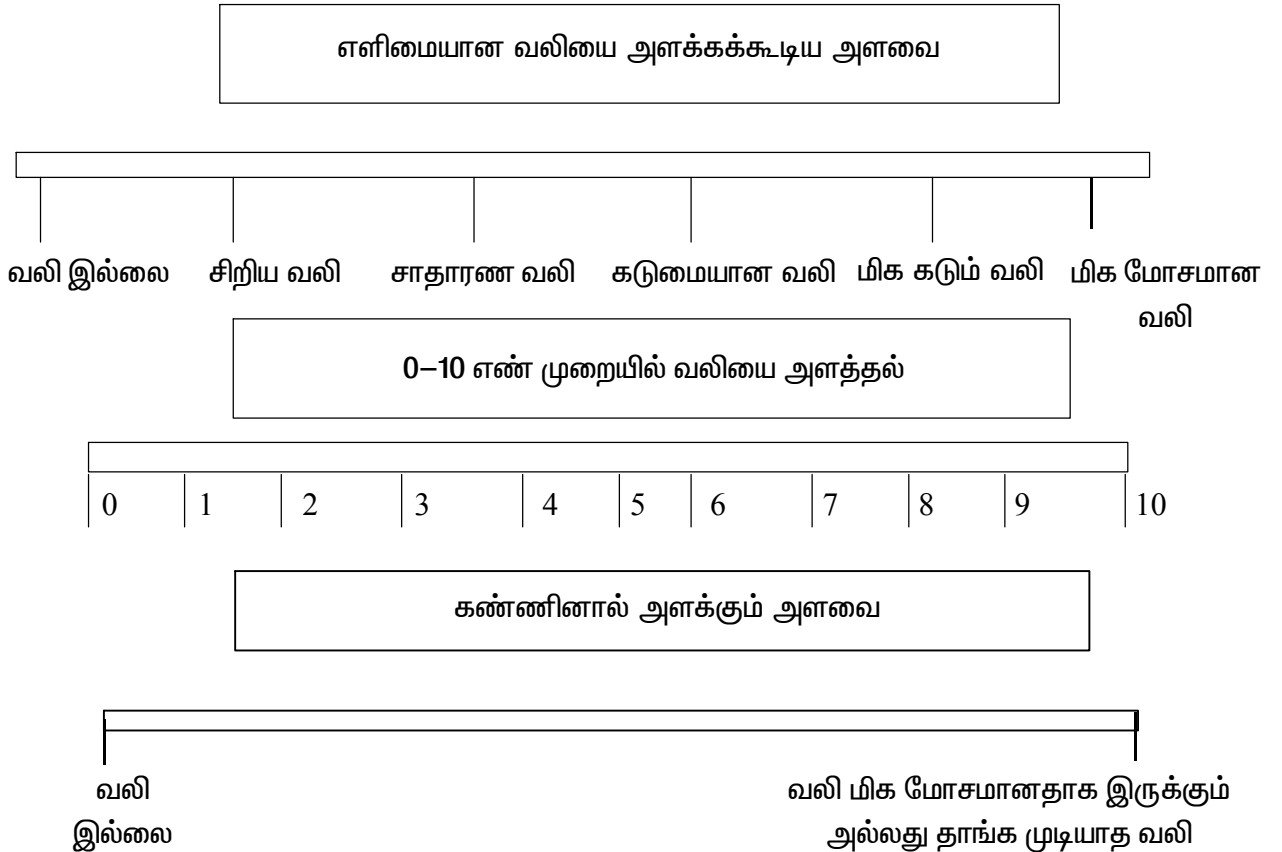 எளிமையான வலியை அளக்கக்கூடிய அளவை
வலி இல்லை சிறிய வலி சாதாரண வலி கடுமையான வலி மிக கடும் வலி மிக மோசமான
வலி
0–10 எண் முறையில் வலியை அளத்தல்
0 1 2 3 4 5 6 7 8 9 10
கண்ணினால் அளக்கும் அளவை
வலி வலி மிக மோசமானதாக இருக்கும்
இல்லை அல்லது தாங்க முடியாத வலி